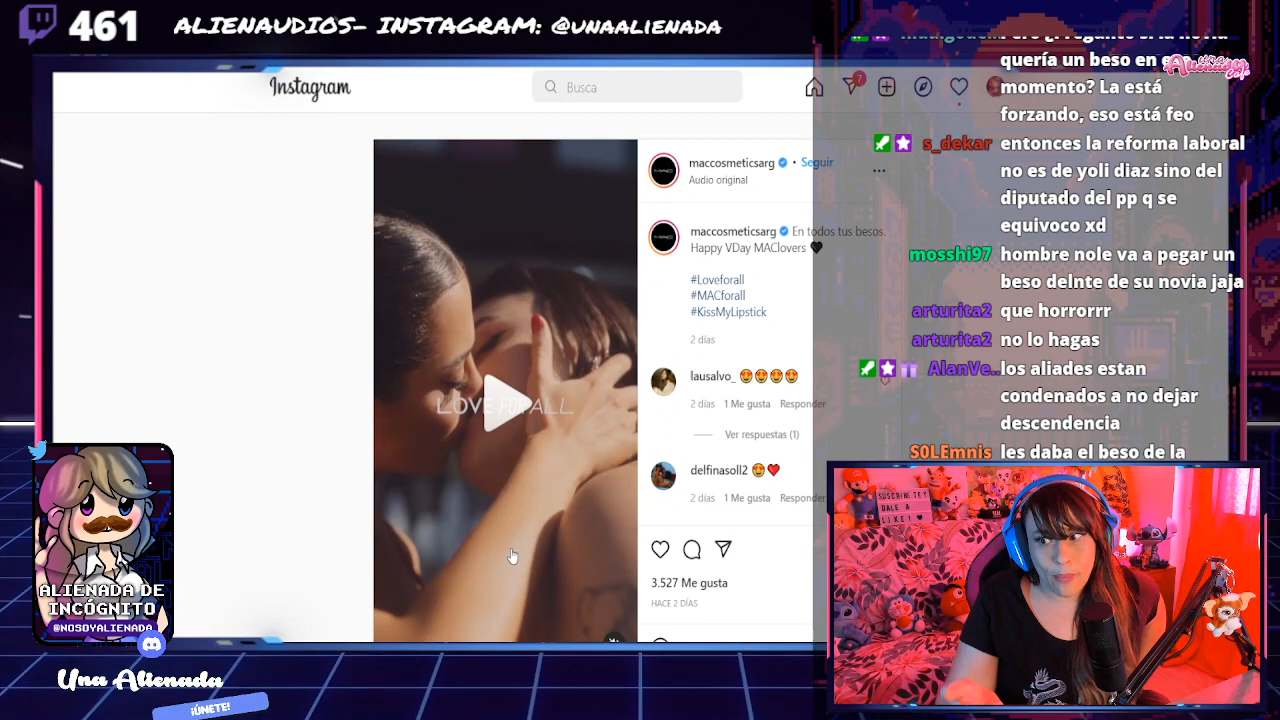 461
ALIENAUDIOS- INSTAGRAM: @UNAALIENADA
Instagram
Busca
7
maccosmeticsarg • Seguir
Audio original
maccosmeticsarg En todos tus besos.
Happy VDay MAClovers
#Loveforall
#MACforall
#KissMyLipstick
2 días
lausalvo_
2 días 1 Me gusta Responder
Ver respuestas (1)
delfinasoll2
2 días 1 Me gusta Responder
3.527 Me gusta
HACE 2 DÍAS
LOVE FOR ALL
quería un beso en
momento? La está
forzando, eso está feo
s_dekar entonces la reforma laboral
no es de yoli diaz sino del
diputado del pp q se
equivoco xd
mosshi97 hombre nole va a pegar un
beso delnte de su novia jaja
arturita2 que horrorrr
arturita2 no lo hagas
AlanVe.. los aliades estan
condenados a no dejar
descendencia
S0LEmnis les daba el beso de la
SUSCRIBETE Y
DALE A
LIKE!
ALIENADA DE
INCÓGNITO
@NOSOYALIENADA
Una Alienada
¡ÚNETE!